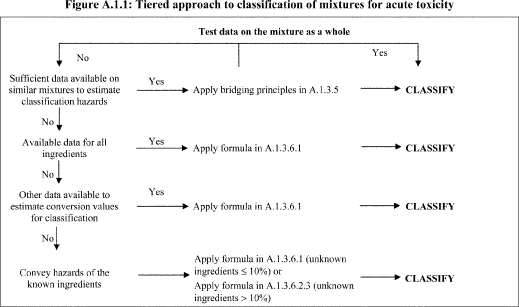 Figure A.1.1: Tiered approach to classification of mixtures for acute toxicity
Test data on the mixture as a whole
No
Yes
Sufficient data available on
similar mixtures to estimate
classification hazards
Yes
Apply bridging principles in A.1.3.5
CLASSIFY
No
Available data for all
ingredients
Yes
Apply formula in A.1.3.6.1
CLASSIFY
No
Other data available to
estimate conversion values
for classification
Yes
Apply formula in A.1.3.6.1
CLASSIFY
No
Convey hazards of the
known ingredients
Apply formula in A.1.3.6.1 (unknown
ingredients ≤ 10%) or
Apply formula in A.1.3.6.2.3 (unknown
ingredients > 10%)
CLASSIFY